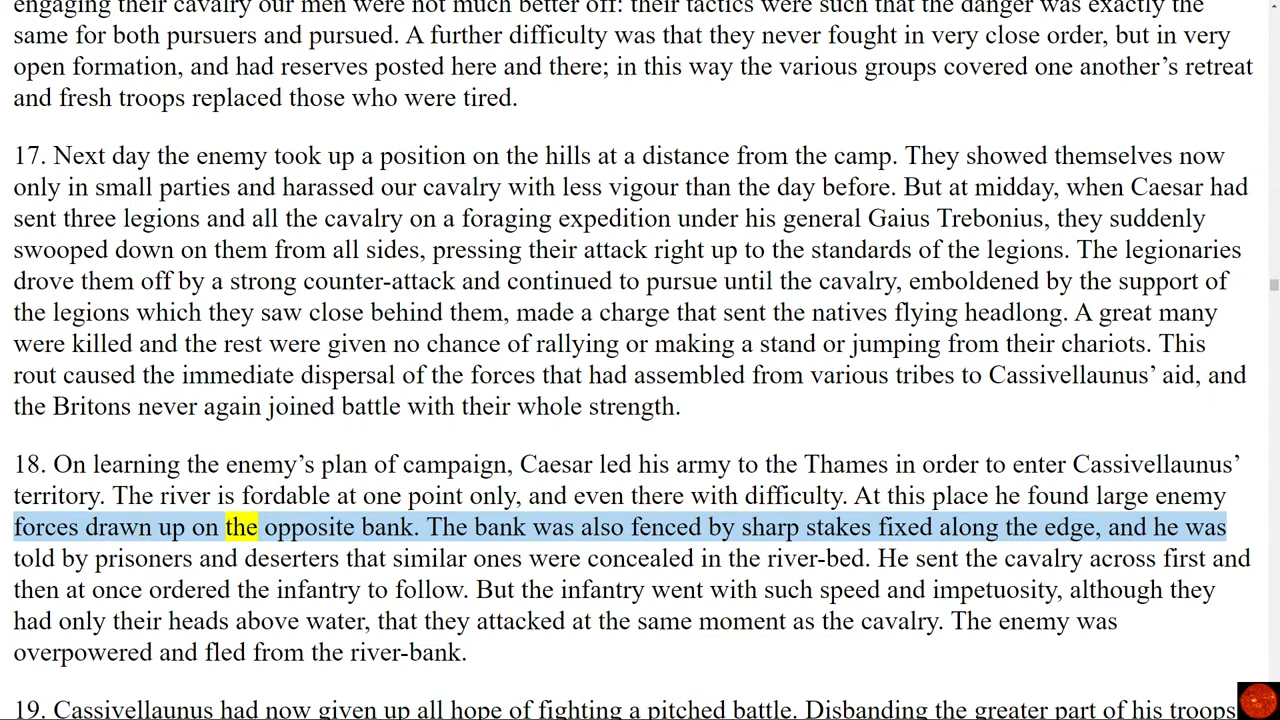 engaging their cavalry our men were not much better off: their tactics were such that the danger was exactly the
same for both pursuers and pursued. A further difficulty was that they never fought in very close order, but in very
open formation, and had reserves posted here and there; in this way the various groups covered one another’s retreat
and fresh troops replaced those who were tired.
17. Next day the enemy took up a position on the hills at a distance from the camp. They showed themselves now
only in small parties and harassed our cavalry with less vigour than the day before. But at midday, when Caesar had
sent three legions and all the cavalry on a foraging expedition under his general Gaius Trebonius, they suddenly
swooped down on them from all sides, pressing their attack right up to the standards of the legions. The legionaries
drove them off by a strong counter-attack and continued to pursue until the cavalry, emboldened by the support of
the legions which they saw close behind them, made a charge that sent the natives flying headlong. A great many
were killed and the rest were given no chance of rallying or making a stand or jumping from their chariots. This
rout caused the immediate dispersal of the forces that had assembled from various tribes to Cassivellaunus’ aid, and
the Britons never again joined battle with their whole strength.
18. On learning the enemy’s plan of campaign, Caesar led his army to the Thames in order to enter Cassivellaunus’
territory. The river is fordable at one point only, and even there with difficulty. At this place he found large enemy
forces drawn up on the opposite bank. The bank was also fenced by sharp stakes fixed along the edge, and he was
told by prisoners and deserters that similar ones were concealed in the river-bed. He sent the cavalry across first and
then at once ordered the infantry to follow. But the infantry went with such speed and impetuosity, although they
had only their heads above water, that they attacked at the same moment as the cavalry. The enemy was
overpowered and fled from the river-bank.
19. Cassivellaunus had now given up all hope of fighting a pitched battle. Disbanding the greater part of his troops